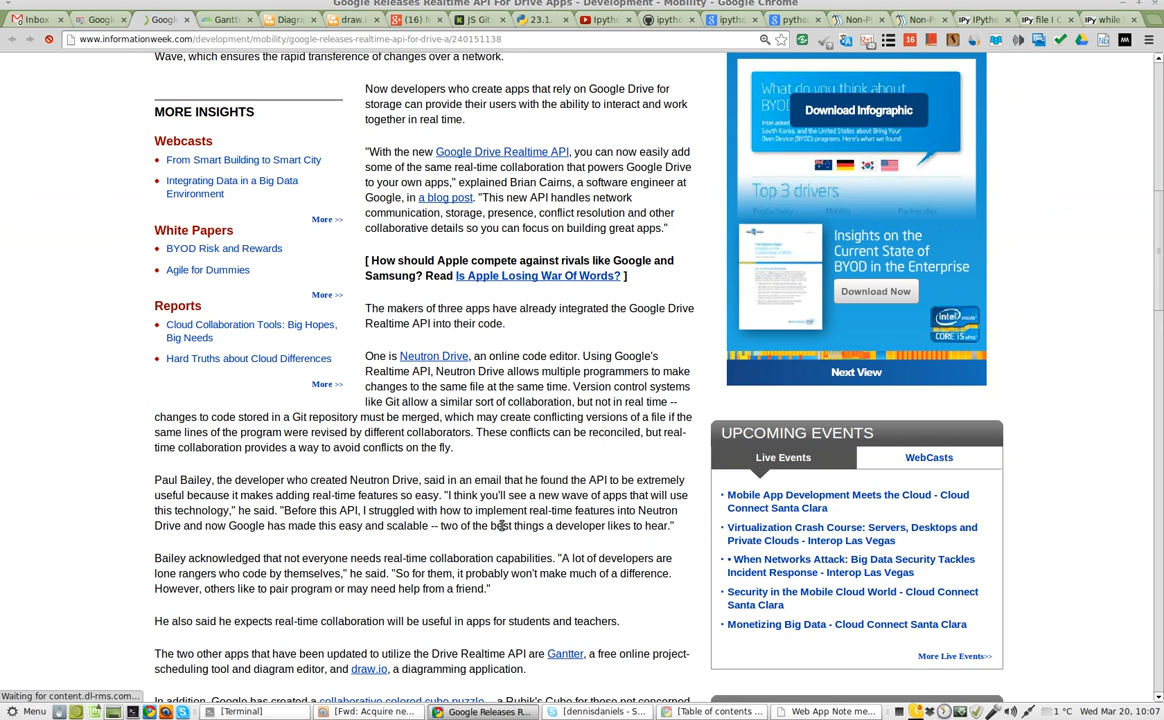 Google Releases Realtime API For Drive Apps - Development - Mobility - Google Chrome
Inbox
Google
Google
Gantt
Diagra
draw.i
(16) N
JS Git
23.1.
Ipytho
ipyth
ipytho
python
Non-P
Non-P
IPython
file I C
while l
www.informationweek.com/development/mobility/google-releases-realtime-api-for-drive-a/240151138
Wave, which ensures the rapid transference of changes over a network.
MORE INSIGHTS
Webcasts
From Smart Building to Smart City
Integrating Data in a Big Data
Environment
More >>
White Papers
BYOD Risk and Rewards
Agile for Dummies
More >>
Reports
Cloud Collaboration Tools: Big Hopes,
Big Needs
Hard Truths about Cloud Differences
More >>
Now developers who create apps that rely on Google Drive for
storage can provide their users with the ability to interact and work
together in real time.
"With the new Google Drive Realtime API, you can now easily add
some of the same real-time collaboration that powers Google Drive
to your own apps," explained Brian Cairns, a software engineer at
Google, in a blog post. "This new API handles network
communication, storage, presence, conflict resolution and other
collaborative details so you can focus on building great apps."
[ How should Apple compete against rivals like Google and
Samsung? Read Is Apple Losing War Of Words? ]
The makers of three apps have already integrated the Google Drive
Realtime API into their code.
One is Neutron Drive, an online code editor. Using Google's
Realtime API, Neutron Drive allows multiple programmers to make
changes to the same file at the same time. Version control systems
like Git allow a similar sort of collaboration, but not in real time --
changes to code stored in a Git repository must be merged, which may create conflicting versions of a file if the
same lines of the program were revised by different collaborators. These conflicts can be reconciled, but real-
time collaboration provides a way to avoid conflicts on the fly.
Paul Bailey, the developer who created Neutron Drive, said in an email that he found the API to be extremely
useful because it makes adding real-time features so easy. "I think you'll see a new wave of apps that will use
this technology," he said. "Before this API, I struggled with how to implement real-time features into Neutron
Drive and now Google has made this easy and scalable -- two of the best things a developer likes to hear."
Bailey acknowledged that not everyone needs real-time collaboration capabilities. "A lot of developers are
lone rangers who code by themselves," he said. "So for them, it probably won't make much of a difference.
However, others like to pair program or may need help from a friend."
He also said he expects real-time collaboration will be useful in apps for students and teachers.
The two other apps that have been updated to utilize the Drive Realtime API are Gantter, a free online project-
scheduling tool and diagram editor, and draw.io, a diagramming application.
In addition, Google has created a collaborative colored cube puzzle -- a Rubik's Cube for those not concerned
What do you think about
BYOD
Download Infographic
Intel asked
South Korea, and the United States about Bring Your
Own Device (BYOD) programs. Here's what we found.
Top 3 drivers
Productivity
Mobility
Partnership
Insights on the
Current State of
BYOD in the Enterprise
Download Now
intel
CORE i5
vPro
Next View
UPCOMING EVENTS
Live Events
WebCasts
Mobile App Development Meets the Cloud - Cloud
Connect Santa Clara
Virtualization Crash Course: Servers, Desktops and
Private Clouds - Interop Las Vegas
• When Networks Attack: Big Data Security Tackles
Incident Response - Interop Las Vegas
Security in the Mobile Cloud World - Cloud Connect
Santa Clara
Monetizing Big Data - Cloud Connect Santa Clara
More Live Events>>
Waiting for content.dl-rms.com...
Menu
[Terminal]
[Fwd: Acquire ne...
Google Releases R...
[dennisdaniels - S...
[Table of contents ...
[Web App Note me...
1 °C
Wed Mar 20, 10:07